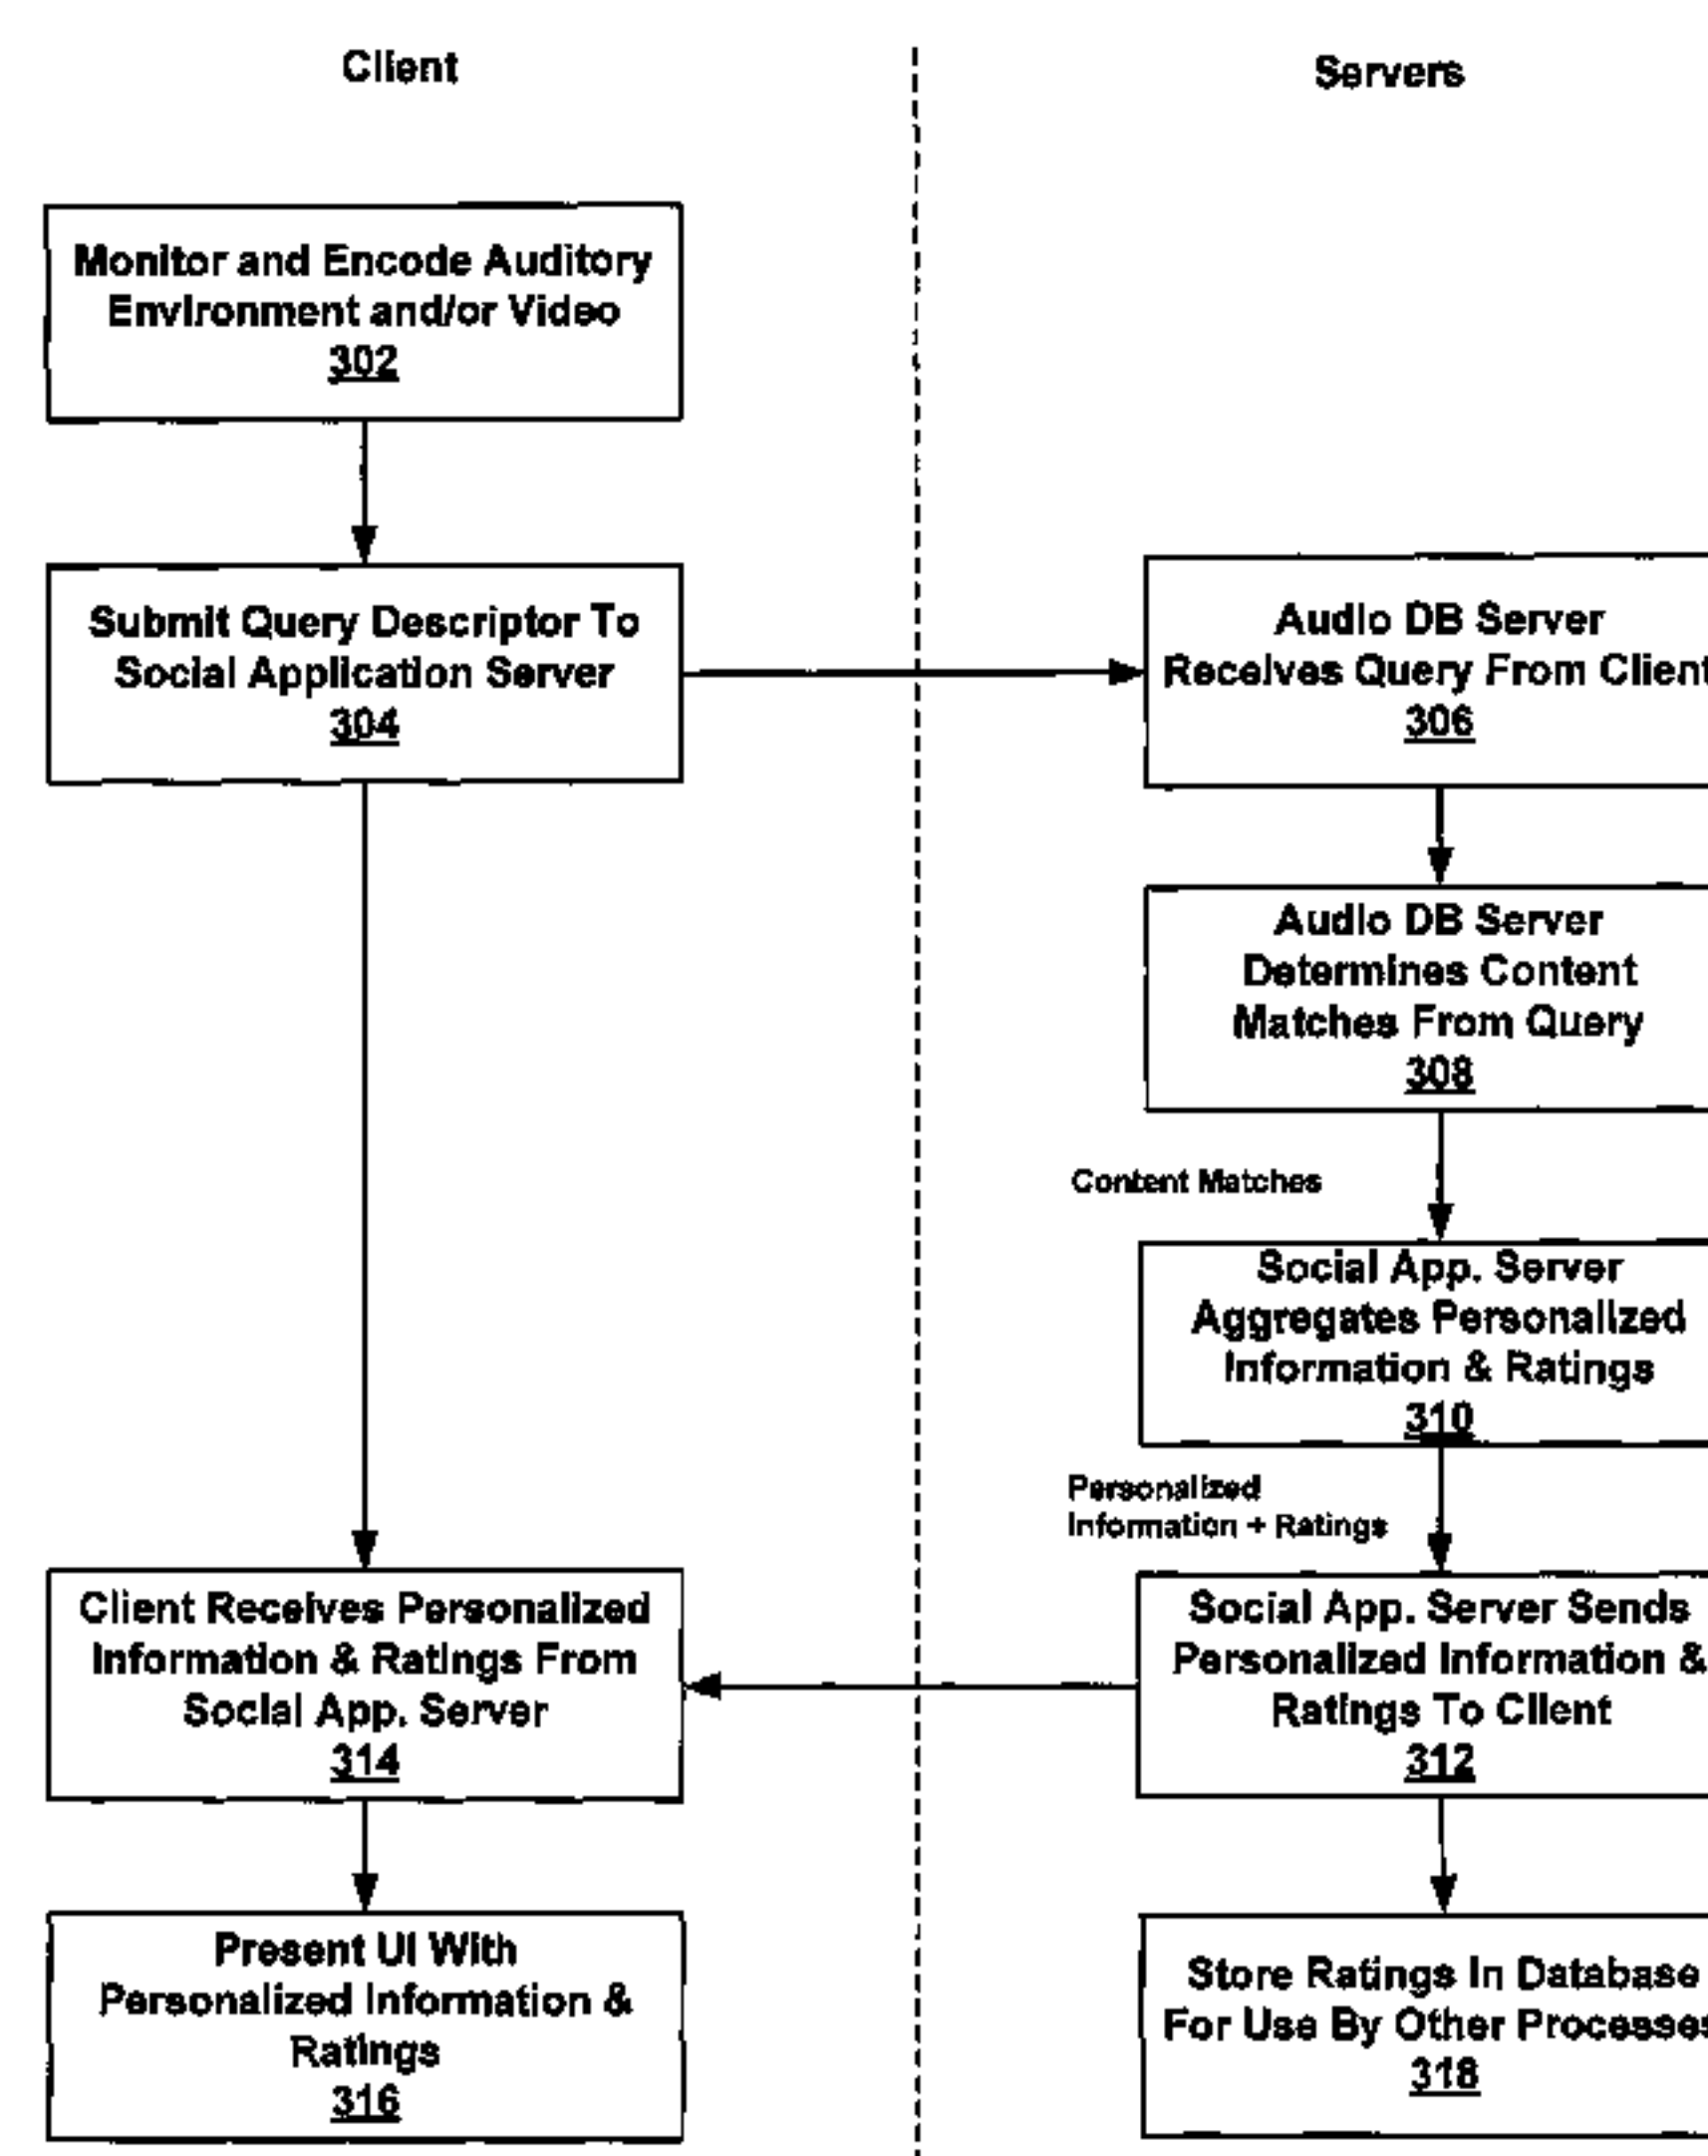 Client
Servers
Monitor and Encode Auditory
Environment and/or Video
302
Submit Query Descriptor To
Social Application Server
304
Audio DB Server
Receives Query From Client
306
Audio DB Server
Determines Content
Matches From Query
308
Content Matches
Social App. Server
Aggregates Personalized
Information & Ratings
310
Personalized
Information + Ratings
Client Receives Personalized
Information & Ratings From
Social App. Server
314
Social App. Server Sends
Personalized Information &
Ratings To Client
312
Present UI With
Personalized Information &
Ratings
316
Store Ratings In Database
For Use By Other Processes
318